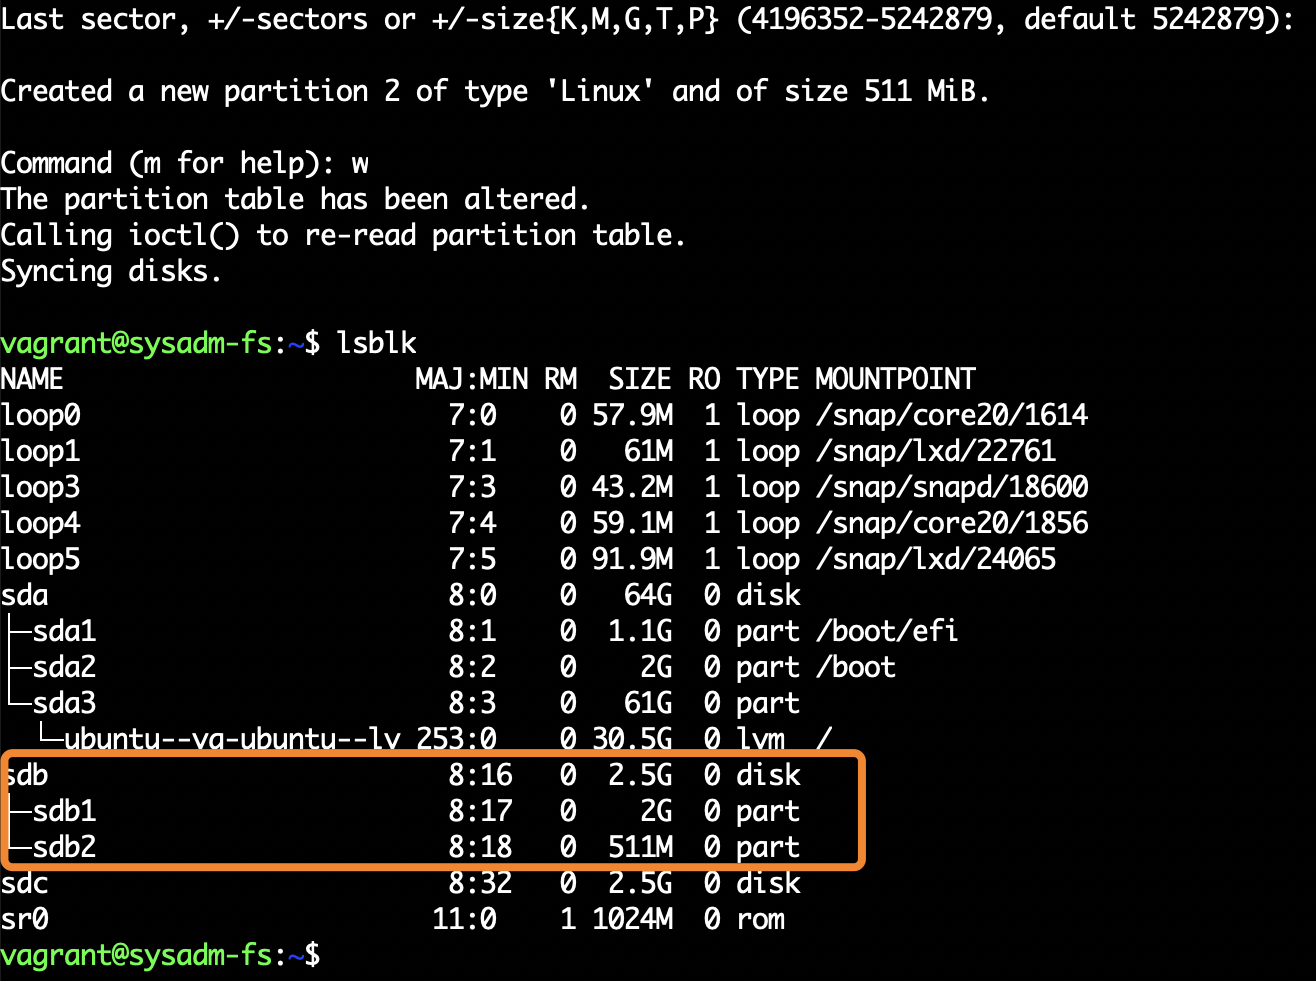 Last sector, +/-sectors or +/-size{K,M,G,T,P} (4196352-5242879, default 5242879):
Created a new partition 2 of type 'Linux' and of size 511 MiB.
Command (m for help): w
The partition table has been altered.
Calling ioctl() to re-read partition table.
Syncing disks.
vagrant@sysadm-fs:~$ lsblk
NAME                      MAJ:MIN RM  SIZE RO TYPE MOUNTPOINT
loop0                       7:0    0 57.9M  1 loop /snap/core20/1614
loop1                       7:1    0   61M  1 loop /snap/lxd/22761
loop3                       7:3    0 43.2M  1 loop /snap/snapd/18600
loop4                       7:4    0 59.1M  1 loop /snap/core20/1856
loop5                       7:5    0 91.9M  1 loop /snap/lxd/24065
sda                         8:0    0   64G  0 disk
├─sda1                      8:1    0  1.1G  0 part /boot/efi
├─sda2                      8:2    0    2G  0 part /boot
└─sda3                      8:3    0   61G  0 part
  └─ubuntu--vg-ubuntu--lv 253:0    0 30.5G  0 lvm  /
sdb                         8:16   0  2.5G  0 disk
├─sdb1                      8:17   0    2G  0 part
└─sdb2                      8:18   0  511M  0 part
sdc                         8:32   0  2.5G  0 disk
sr0                        11:0    1 1024M  0 rom
vagrant@sysadm-fs:~$